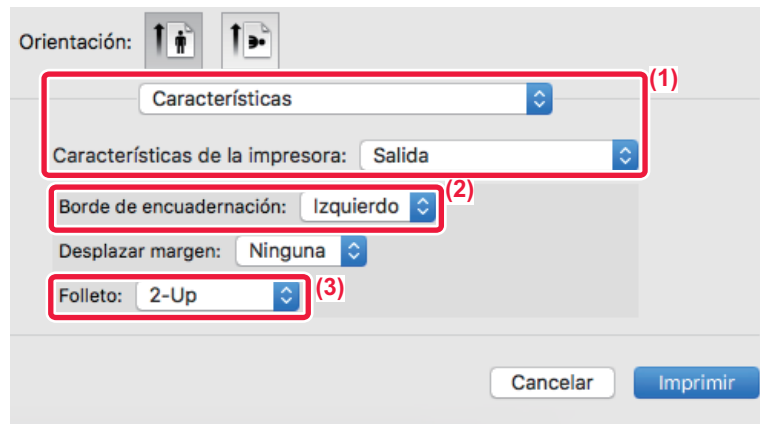 Orientación:
(1)
Características
Características de la impresora: Salida
(2)
Borde de encuadernación: Izquierdo
Desplazar margen: Ninguna
(3)
Folleto: 2-Up
Cancelar Imprimir